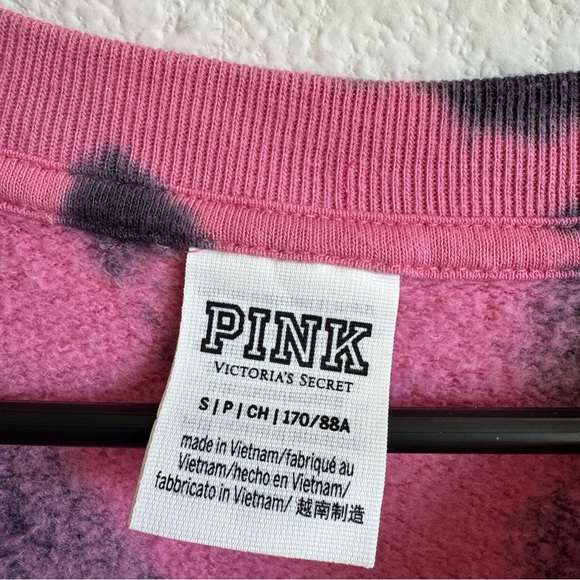 PINK
VICTORIA'S SECRET
S | P | CH | 170/88A
made in Vietnam/fabriqué au
Vietnam/hecho en Vietnam/
fabbricato in Vietnam/ 越南制造